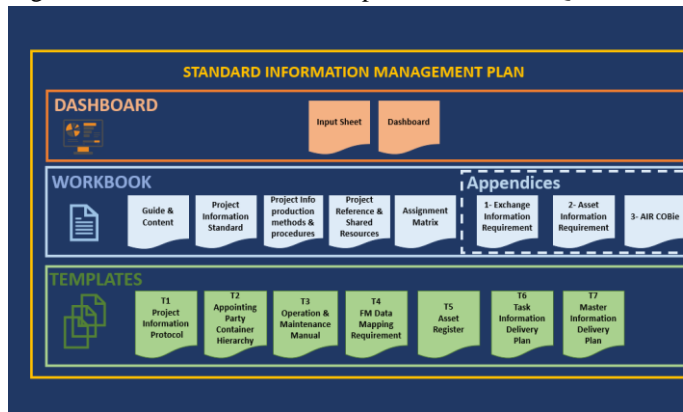 STANDARD INFORMATION MANAGEMENT PLAN
DASHBOARD
Input Sheet
Dashboard
WORKBOOK
Guide &
Content
Project
Information
Standard
Project Info
production
methods &
procedures
Project
Reference &
Shared
Resources
Assignment
Matrix
Appendices
1- Exchange
Information
Requirement
2- Asset
Information
Requirement
3- AIR COBie
TEMPLATES
T1
Project
Information
Protocol
T2
Appointing
Party
Container
Hierarchy
T3
Operation &
Maintenance
Manual
T4
FM Data
Mapping
Requirement
T5
Asset
Register
T6
Task
Information
Delivery
Plan
T7
Master
Information
Delivery
Plan